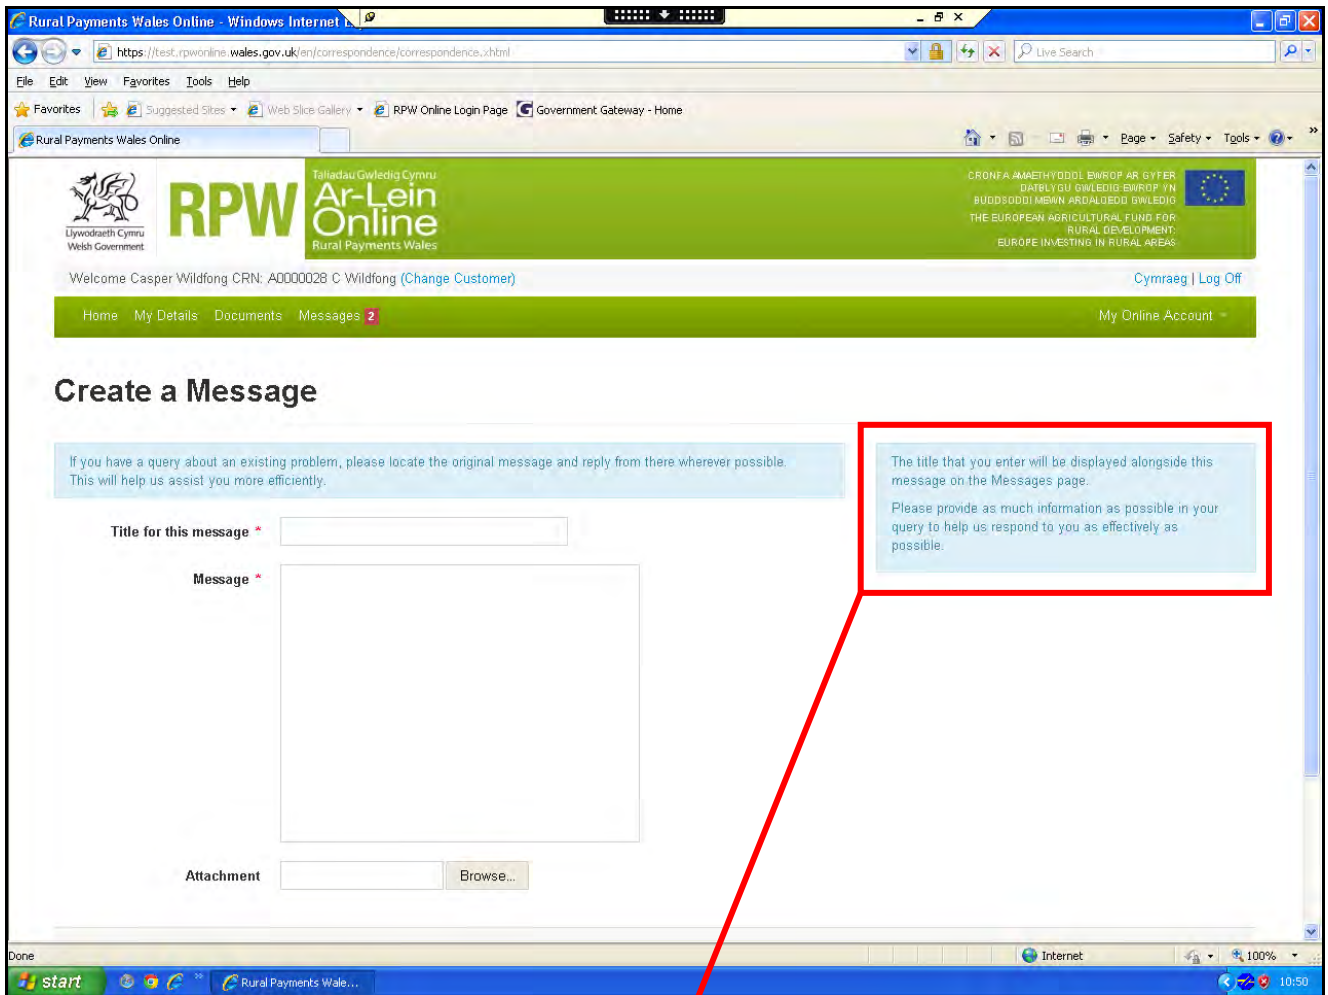 Rural Payments Wales Online - Windows Internet
https://test.rpwonline.wales.gov.uk/en/correspondence/correspondence.xhtml
Live Search
File Edit View Favorites Tools Help
Favorites Suggested Sites Web Slice Gallery RPW Online Login Page Government Gateway - Home
Rural Payments Wales Online
Page Safety Tools »
Llywodraeth Cymru
Welsh Government
RPW
Taliadau Gwledig Cymru
Ar-Lein
Online
Rural Payments Wales
CRONFA AMAETHYDDOL EWROP AR GYFER
DATBLYGU GWLEDIG: EWROP YN
BUDDSODDI MEWN ARDALOEDD GWLEDIG
THE EUROPEAN AGRICULTURAL FUND FOR
RURAL DEVELOPMENT:
EUROPE INVESTING IN RURAL AREAS
Welcome Casper Wildfong CRN: A0000028 C Wildfong (Change Customer)
Cymraeg | Log Off
Home My Details Documents Messages 2
My Online Account
Create a Message
If you have a query about an existing problem, please locate the original message and reply from there wherever possible.
This will help us assist you more efficiently.
The title that you enter will be displayed alongside this
message on the Messages page.
Please provide as much information as possible in your
query to help us respond to you as effectively as
possible.
Title for this message *
Message *
Attachment
Browse...
Done
Internet
100%
start
» Rural Payments Wale...
10:50